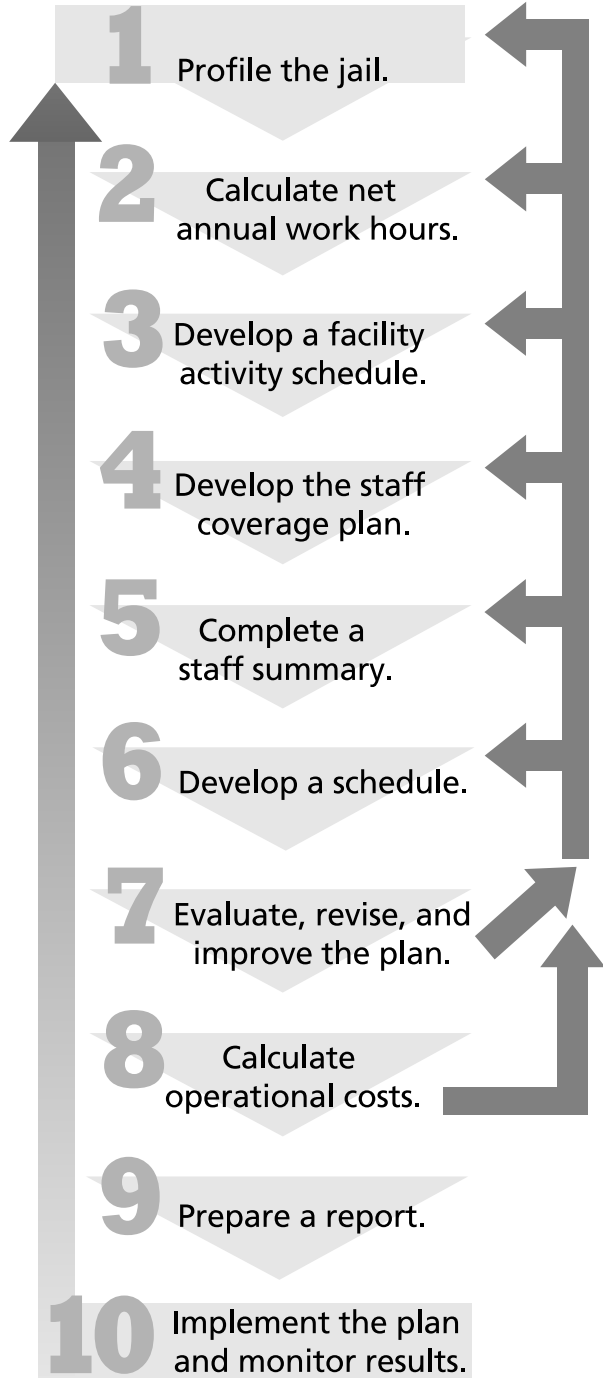 1 Profile the jail.
2 Calculate net
annual work hours.
3 Develop a facility
activity schedule.
4 Develop the staff
coverage plan.
5 Complete a
staff summary.
6 Develop a schedule.
7 Evaluate, revise, and
improve the plan.
8 Calculate
operational costs.
9 Prepare a report.
10 Implement the plan
and monitor results.